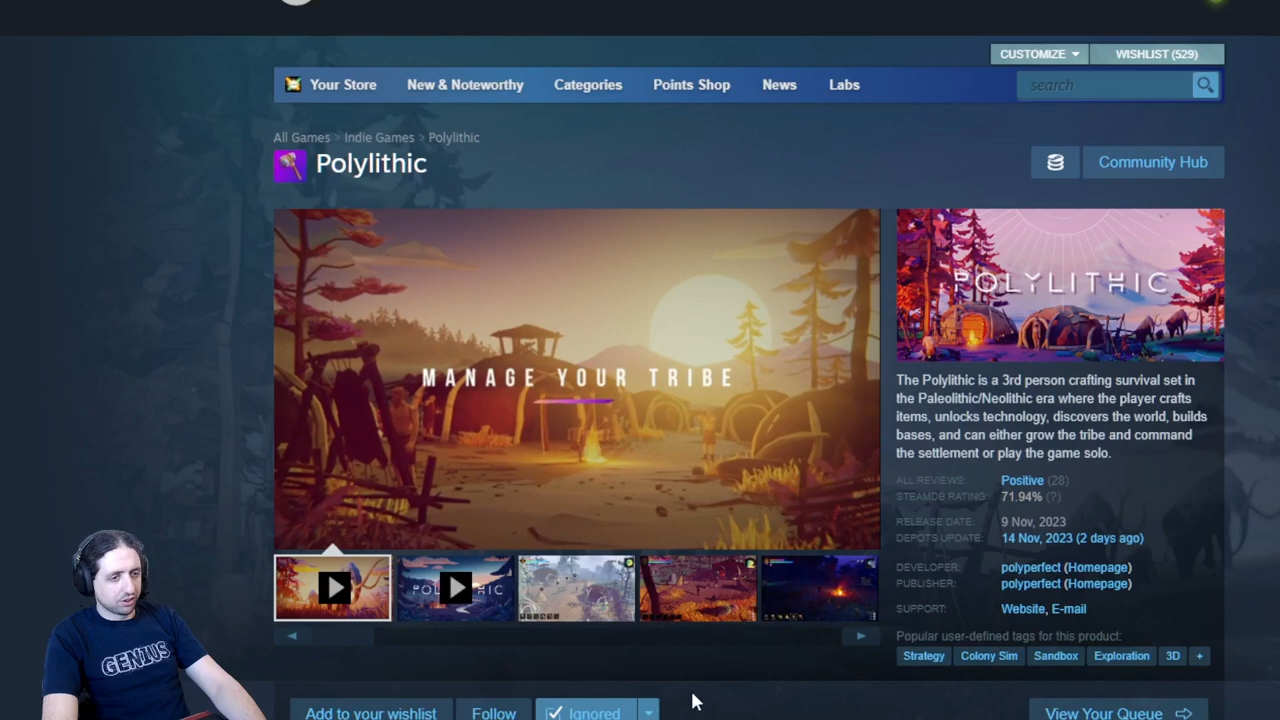 CUSTOMIZE
WISHLIST (529)
Your Store
New & Noteworthy
Categories
Points Shop
News
Labs
search
All Games > Indie Games > Polylithic
Polylithic
Community Hub
MANAGE YOUR TRIBE
POLYLITHIC
The Polylithic is a 3rd person crafting survival set in
the Paleolithic/Neolithic era where the player crafts
items, unlocks technology, discovers the world, builds
bases, and can either grow the tribe and command
the settlement or play the game solo.
ALL REVIEWS: Positive (28)
STEAMDB RATING: 71.94% (?)
RELEASE DATE: 9 Nov, 2023
DEPOTS UPDATE: 14 Nov, 2023 (2 days ago)
DEVELOPER: polyperfect (Homepage)
PUBLISHER: polyperfect (Homepage)
SUPPORT: Website, E-mail
Popular user-defined tags for this product:
Strategy
Colony Sim
Sandbox
Exploration
3D
+
GENIUS
Add to your wishlist
Follow
Ignored
View Your Queue